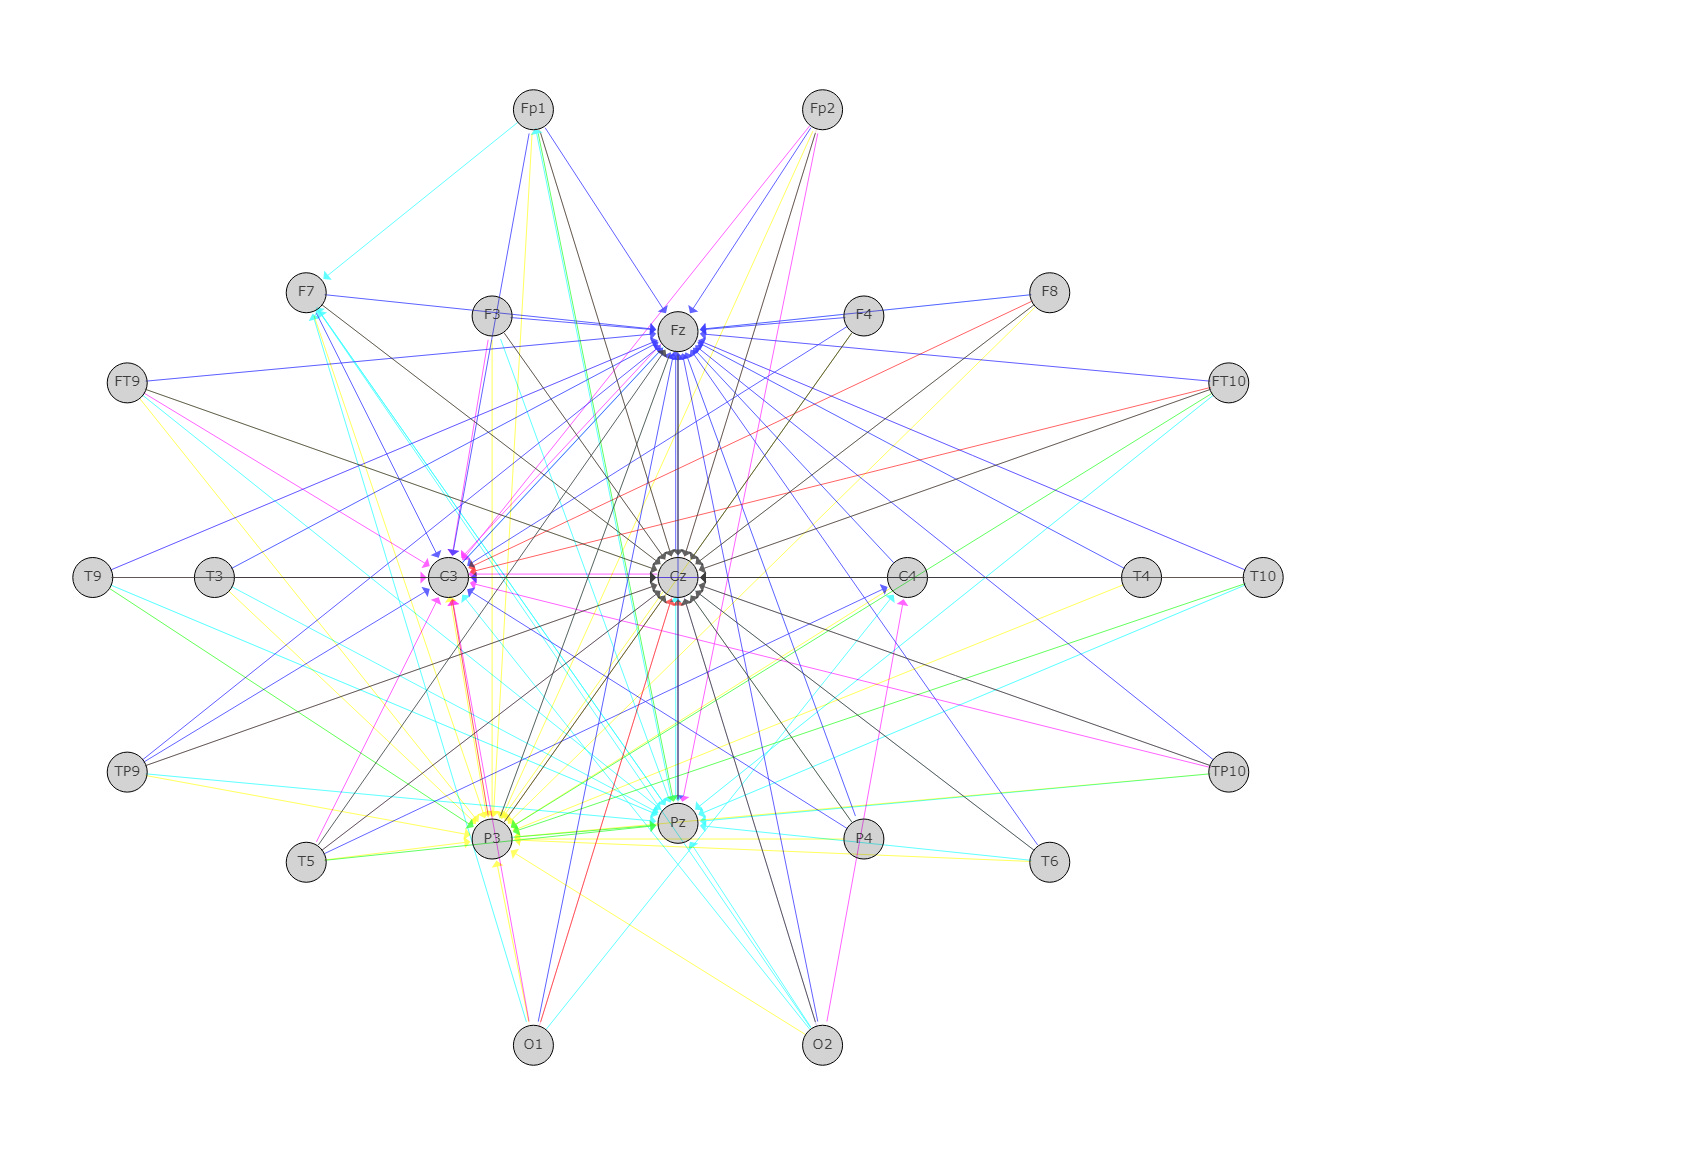 Fp1 Fp2
F7 F3 Fz F4 F8
FT9 FT10
T9 T3 C3 Cz C4 T4 T10
TP9 TP10
T5 P3 Pz P4 T6
O1 O2